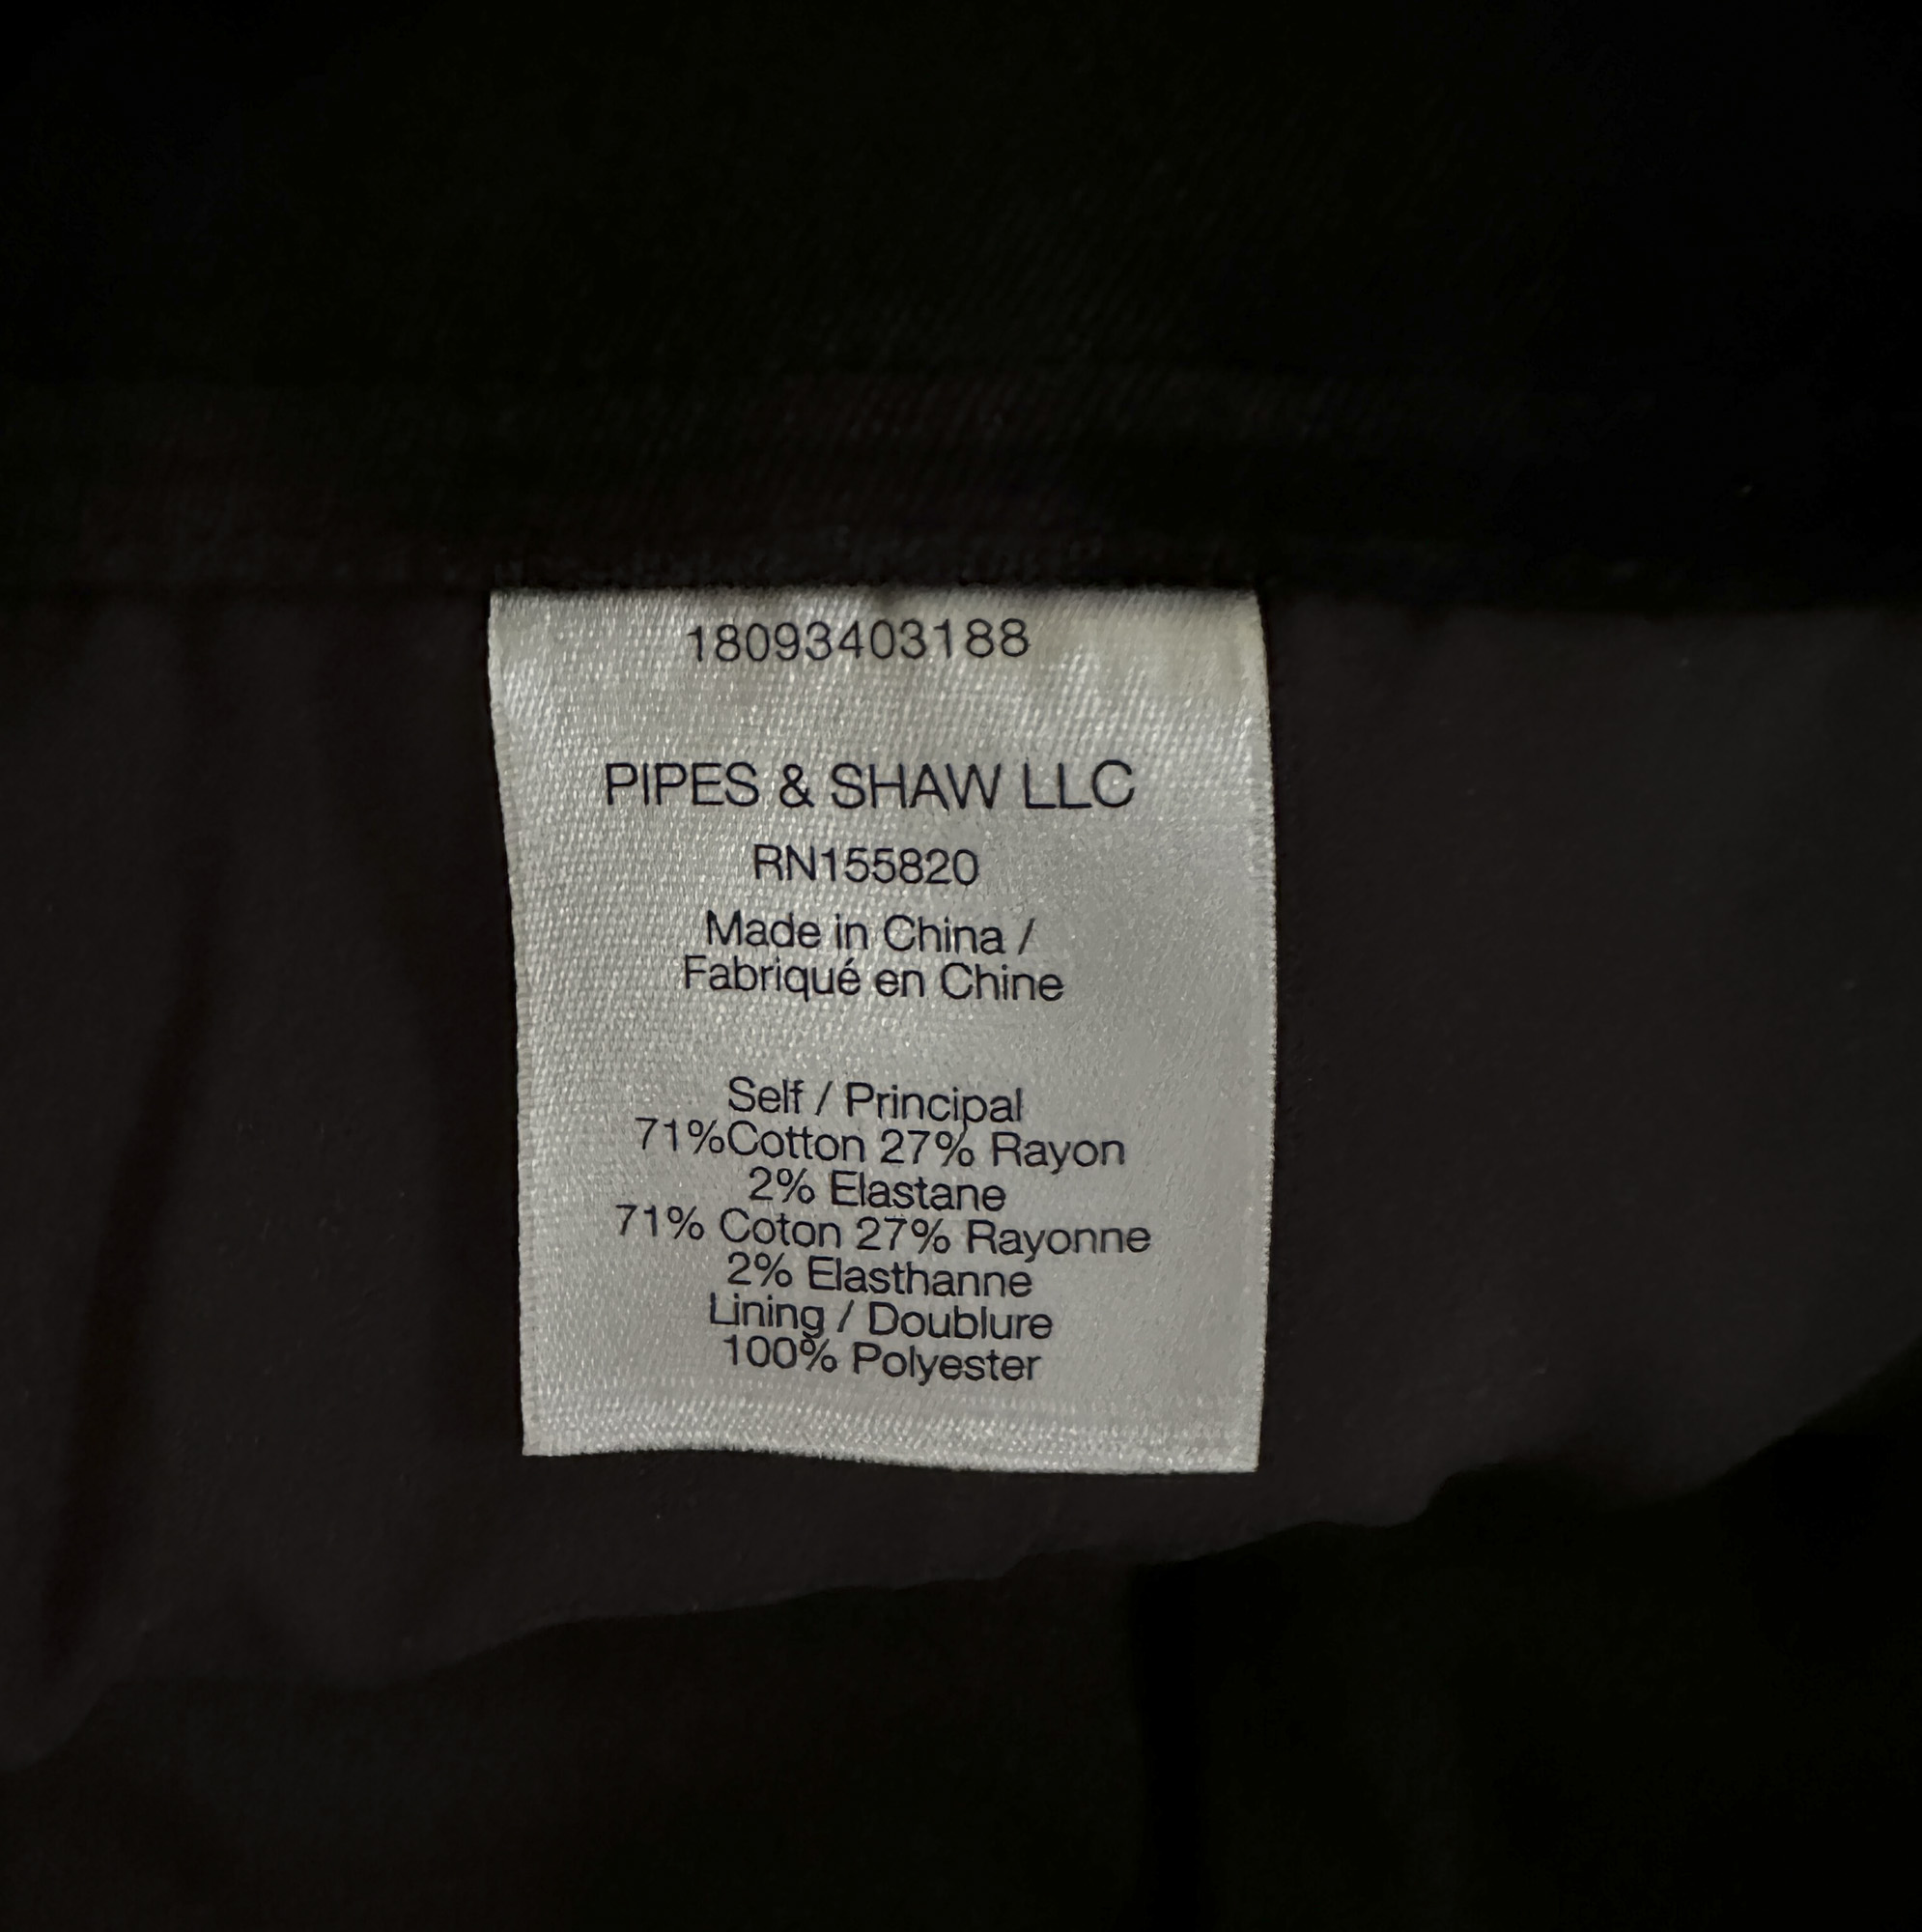 18093403188
PIPES & SHAW LLC
RN155820
Made in China /
Fabriqué en Chine
Self / Principal
71%Cotton 27% Rayon
2% Elastane
71% Coton 27% Rayonne
2% Elasthanne
Lining / Doublure
100% Polyester